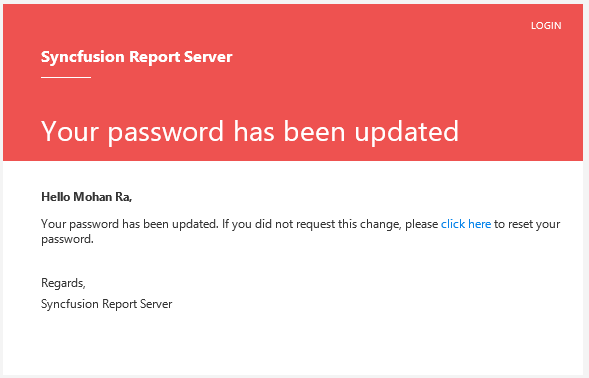 LOGIN
Syncfusion Report Server
Your password has been updated
Hello Mohan Ra,
Your password has been updated. If you did not request this change, please click here to reset your
password.
Regards,
Syncfusion Report Server